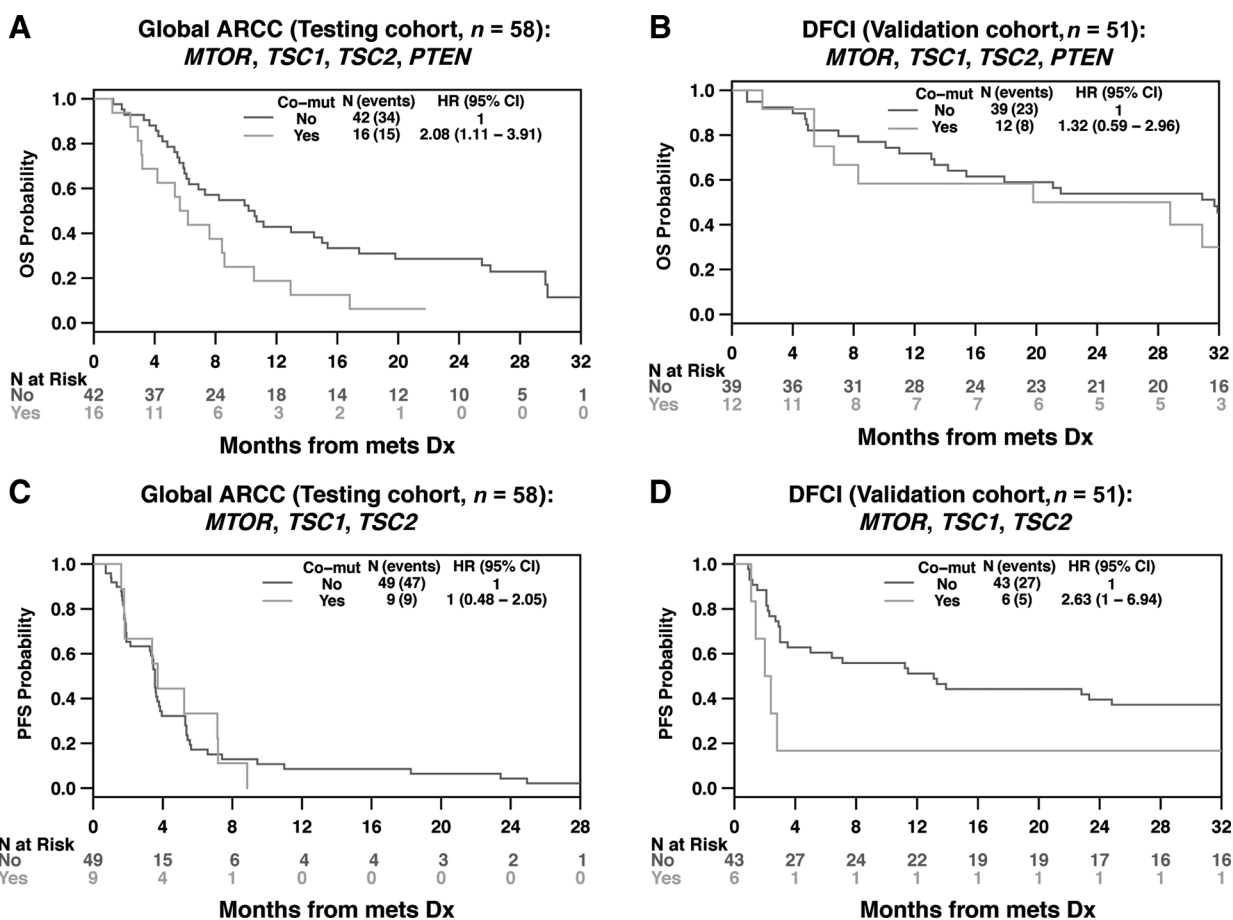 A
Global ARCC (Testing cohort, n = 58):
MTOR, TSC1, TSC2, PTEN
Co–mut N (events) HR (95% CI)
No 42 (34) 1
Yes 16 (15) 2.08 (1.11 – 3.91)
OS Probability
1.0
0.8
0.6
0.4
0.2
0.0
0 4 8 12 16 20 24 28 32
N at Risk
No 42 37 24 18 14 12 10 5 1
Yes 16 11 6 3 2 1 0 0 0
Months from mets Dx
B
DFCI (Validation cohort, n = 51):
MTOR, TSC1, TSC2, PTEN
Co–mut N (events) HR (95% CI)
No 39 (23) 1
Yes 12 (8) 1.32 (0.59 – 2.96)
OS Probability
1.0
0.8
0.6
0.4
0.2
0.0
0 4 8 12 16 20 24 28 32
N at Risk
No 39 36 31 28 24 23 21 20 16
Yes 12 11 8 7 7 6 5 5 3
Months from mets Dx
C
Global ARCC (Testing cohort, n = 58):
MTOR, TSC1, TSC2
Co–mut N (events) HR (95% CI)
No 49 (47) 1
Yes 9 (9) 1 (0.48 – 2.05)
PFS Probability
1.0
0.8
0.6
0.4
0.2
0.0
0 4 8 12 16 20 24 28
N at Risk
No 49 15 6 4 4 3 2 1
Yes 9 4 1 0 0 0 0 0
Months from mets Dx
D
DFCI (Validation cohort, n = 51):
MTOR, TSC1, TSC2
Co–mut N (events) HR (95% CI)
No 43 (27) 1
Yes 6 (5) 2.63 (1 – 6.94)
PFS Probability
1.0
0.8
0.6
0.4
0.2
0.0
0 4 8 12 16 20 24 28 32
N at Risk
No 43 27 24 22 19 19 17 16 16
Yes 6 1 1 1 1 1 1 1 1
Months from mets Dx